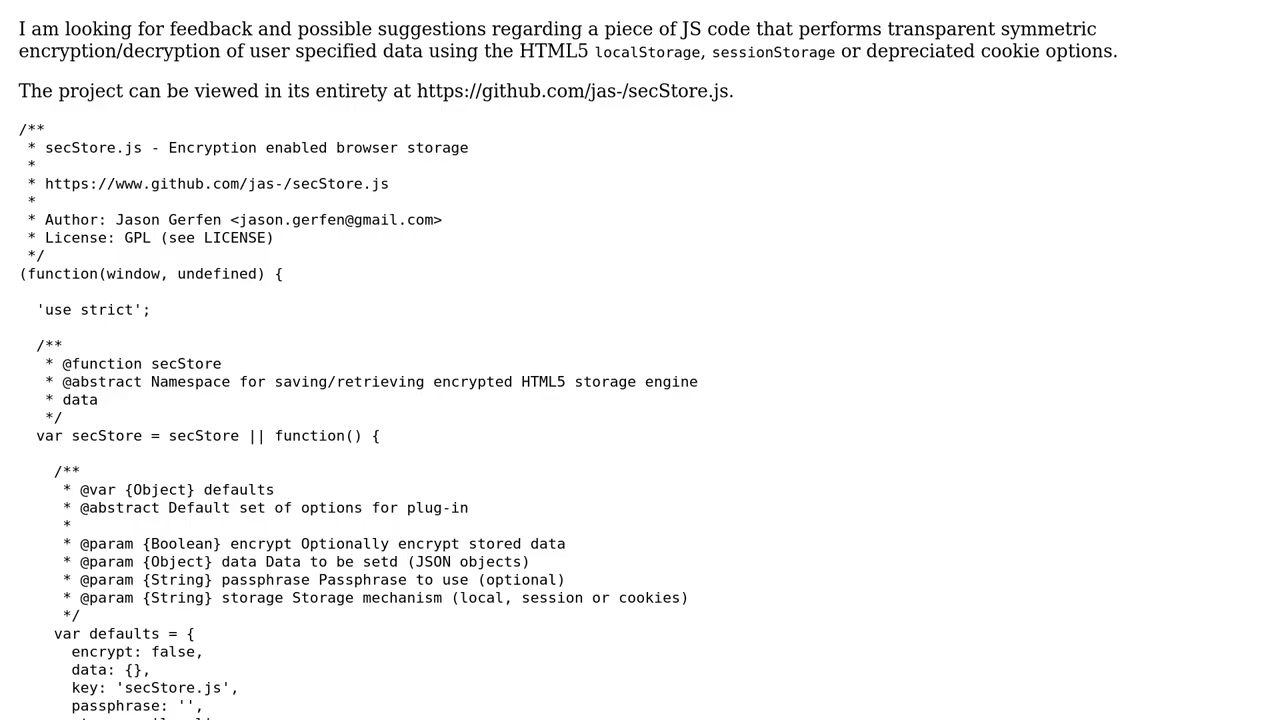 I am looking for feedback and possible suggestions regarding a piece of JS code that performs transparent symmetric
encryption/decryption of user specified data using the HTML5 localStorage, sessionStorage or depreciated cookie options.
The project can be viewed in its entirety at https://github.com/jas-/secStore.js.
/**
 * secStore.js - Encryption enabled browser storage
 *
 * https://www.github.com/jas-/secStore.js
 *
 * Author: Jason Gerfen <jason.gerfen@gmail.com>
 * License: GPL (see LICENSE)
 */
(function(window, undefined) {
  'use strict';
  /**
   * @function secStore
   * @abstract Namespace for saving/retrieving encrypted HTML5 storage engine
   * data
   */
  var secStore = secStore || function() {
    /**
     * @var {Object} defaults
     * @abstract Default set of options for plug-in
     *
     * @param {Boolean} encrypt Optionally encrypt stored data
     * @param {Object} data Data to be setd (JSON objects)
     * @param {String} passphrase Passphrase to use (optional)
     * @param {String} storage Storage mechanism (local, session or cookies)
     */
    var defaults = {
      encrypt: false,
      data: {},
      key: 'secStore.js',
      passphrase: '',